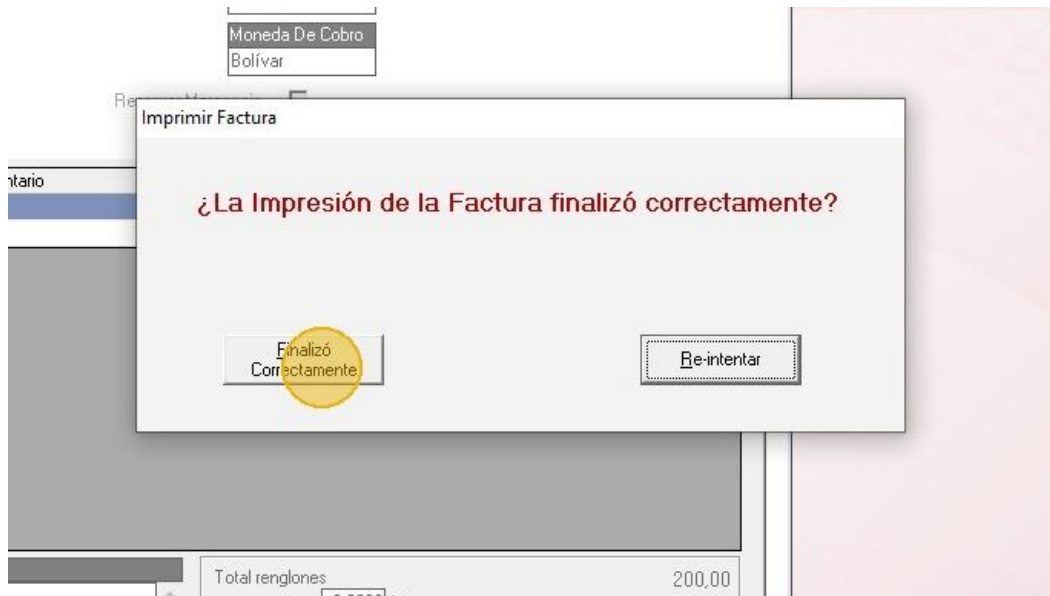 Moneda De Cobro
Bolívar
Imprimir Factura
ntario
¿La Impresión de la Factura finalizó correctamente?
Finalizó
Correctamente
Re-intentar
Total renglones
200,00